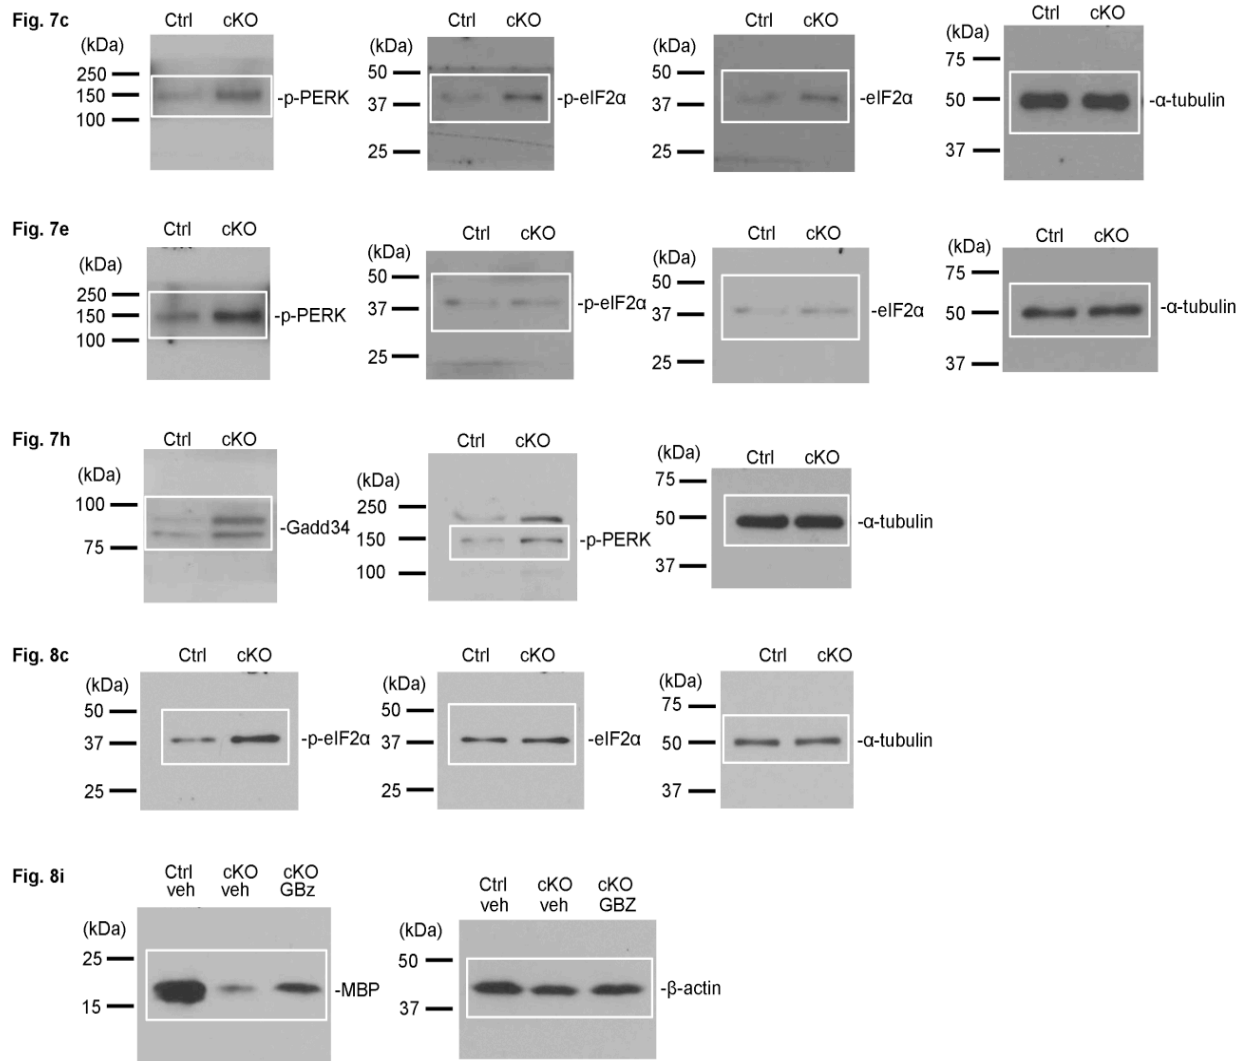 Fig. 7c
Ctrl cKO
(kDa)
250
150
100
-p-PERK
Ctrl cKO
(kDa)
50
37
25
-p-eIF2α
Ctrl cKO
(kDa)
50
37
25
-eIF2α
Ctrl cKO
(kDa)
75
50
37
-α-tubulin
Fig. 7e
Ctrl cKO
(kDa)
250
150
100
-p-PERK
Ctrl cKO
(kDa)
50
37
25
-p-eIF2α
Ctrl cKO
(kDa)
50
37
25
-eIF2α
Ctrl cKO
(kDa)
75
50
37
-α-tubulin
Fig. 7h
Ctrl cKO
(kDa)
100
75
-Gadd34
Ctrl cKO
(kDa)
250
150
100
-p-PERK
Ctrl cKO
(kDa)
75
50
37
-α-tubulin
Fig. 8c
Ctrl cKO
(kDa)
50
37
25
-p-eIF2α
Ctrl cKO
(kDa)
50
37
25
-eIF2α
Ctrl cKO
(kDa)
75
50
37
-α-tubulin
Fig. 8i
Ctrl cKO cKO
veh veh GBz
(kDa)
25
15
-MBP
Ctrl cKO cKO
veh veh GBZ
(kDa)
50
37
-β-actin